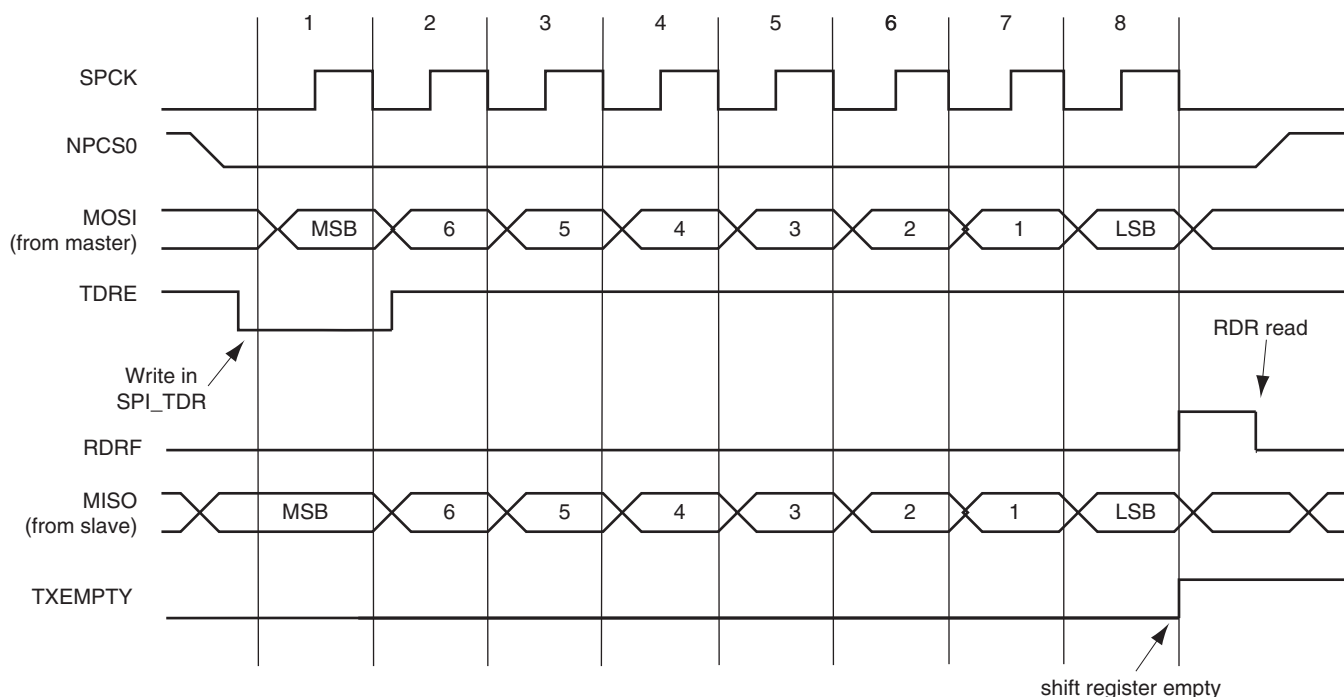 1 2 3 4 5 6 7 8
SPCK
NPCS0
MOSI
(from master)
MSB 6 5 4 3 2 1 LSB
TDRE
RDR read
Write in
SPI_TDR
RDRF
MISO
(from slave)
MSB 6 5 4 3 2 1 LSB
TXEMPTY
shift register empty